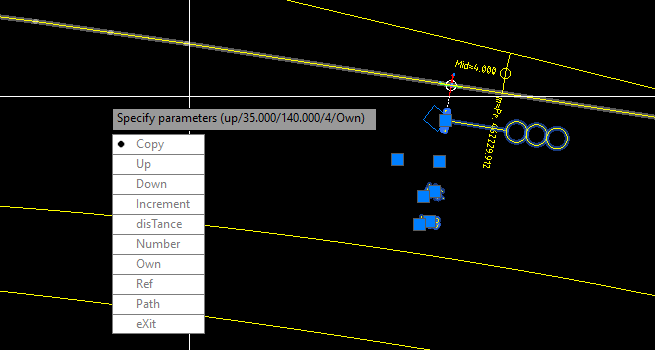 Mid=4.000
Specify parameters (up/35.000/140.000/4/Own)
Copy
Up
Down
Increment
disTance
Number
Own
Ref
Path
eXit